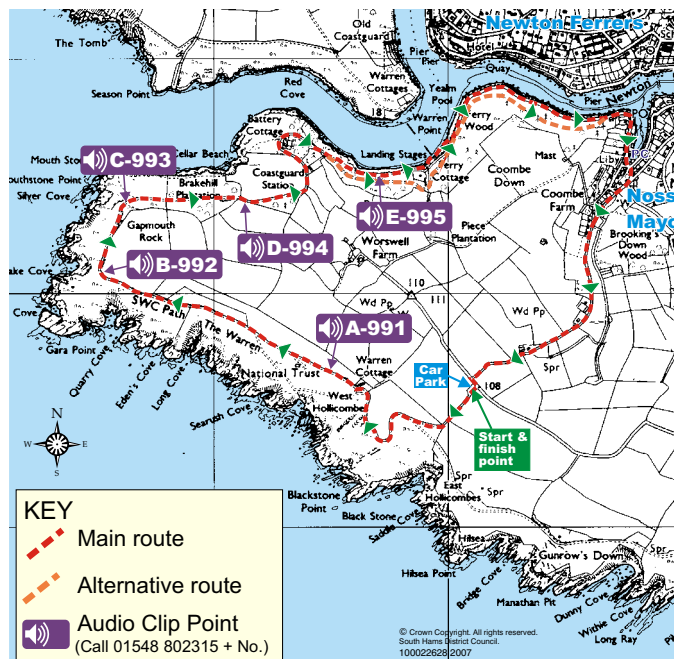 Newton Ferrers
Old
Coastguard
The Tomb
Pier
Pier
Hotel
Quay
Warren
Cottages
Red
Cove
Season Point
Yealm
Pool
Pier
Newton
18
Warren
Point
Battery
Cottage
Ferry
Wood
C-993
Cellar Beach
Landing Stage
Mouth
Mast
P.C.
Coastguard
Station
Ferry
Cottage
Coombe
Down
Silver Cove
Brakehill
Plantation
E-995
Coombe
Farm
Noss
Mayo
Gapmouth
Rock
D-994
Piece
Plantation
Brooking's
Down
Wood
Worswell
Farm
B-992
110
111
SWC Path
Wd Pp
Wd Pp
Cove
The Warren
A-991
Gara Point
Quarry Cove
Eden's Cove
Long Cove
National Trust
Warren
Cottage
Spr
Car
Park
108
Searush Cove
West
Hollicombe
Start &
finish
point
N
W
E
S
Spr
Spr
Blackstone
Point
East
Hollicombes
Black Stone
Saddle Cove
Hilsea
Gunrow's Down
Spr
Hilsea Point
Bridge Cove
Manathan Pit
Dunny Cove
Withie Cove
Long Ray
KEY
Main route
Alternative route
Audio Clip Point
(Call 01548 802315 + No.)
© Crown Copyright. All rights reserved.
South Hams District Council.
100022628 2007